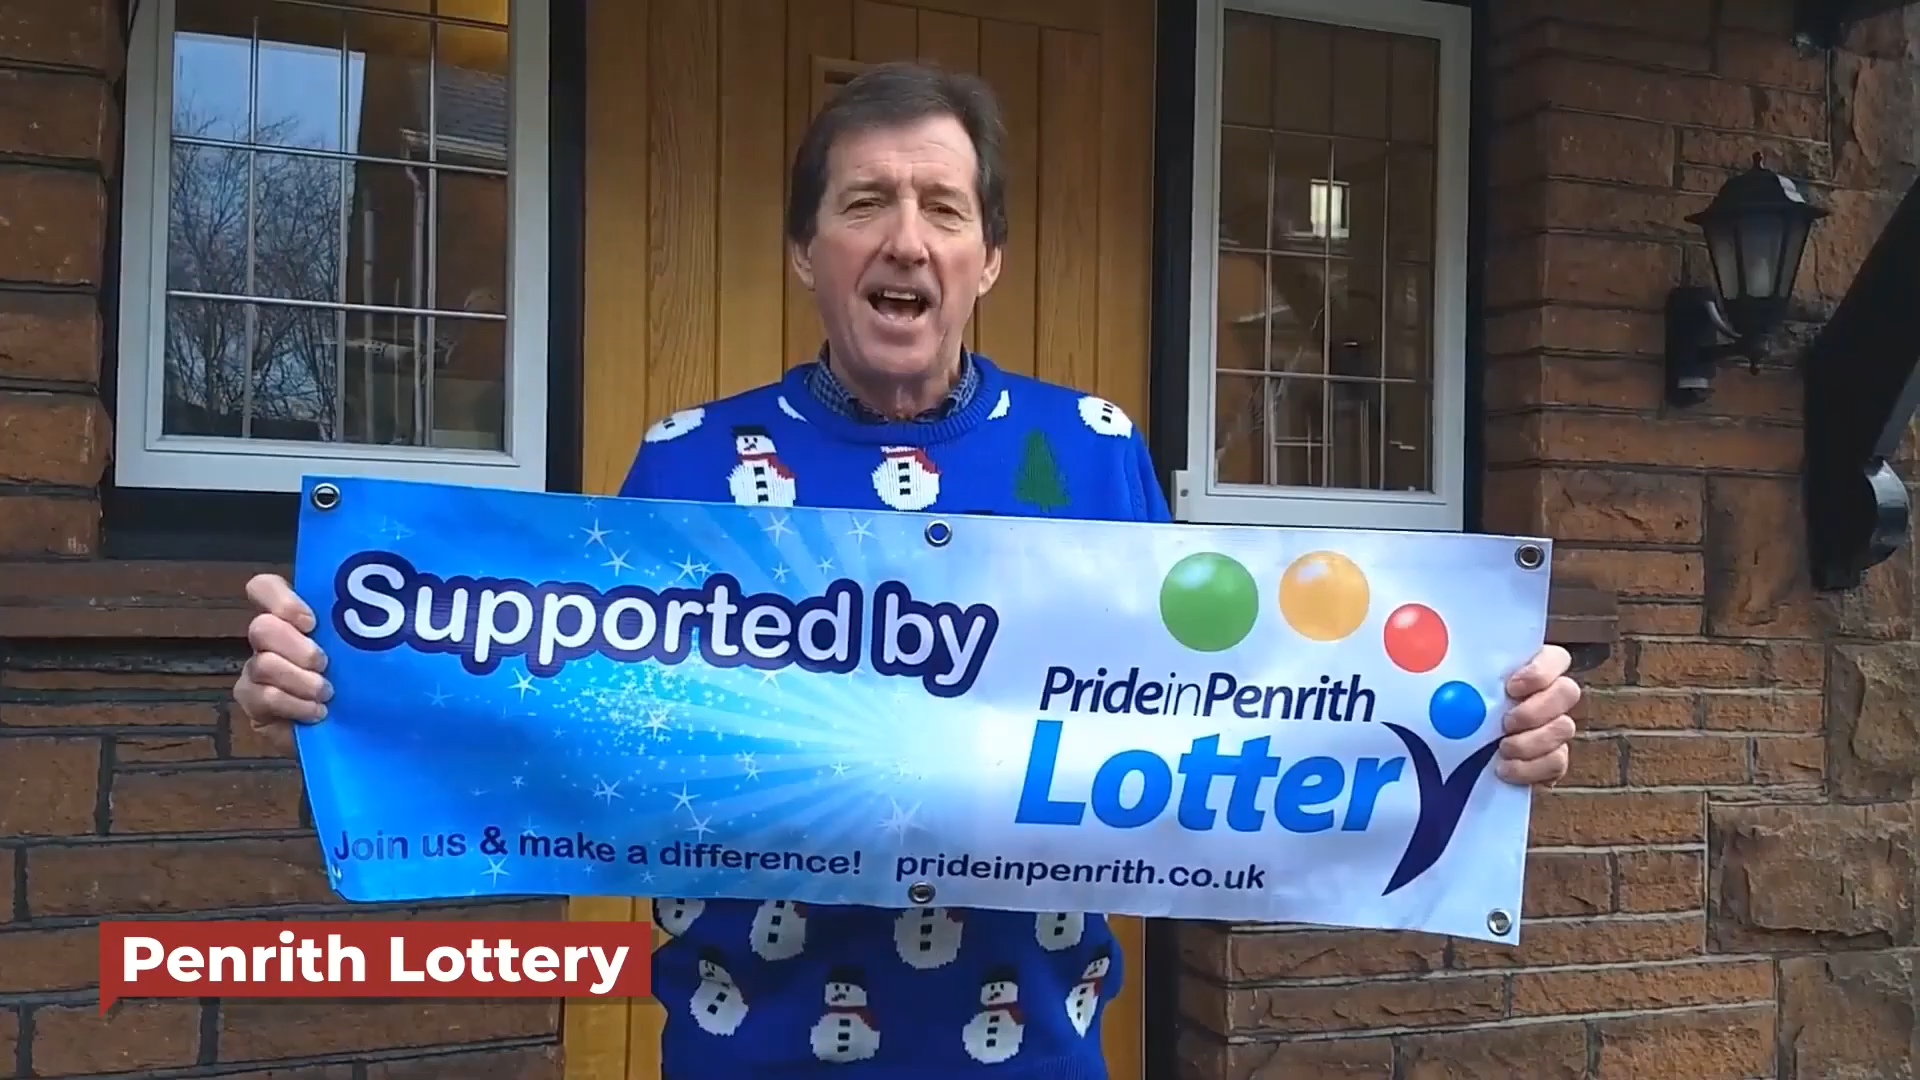 Supported by
PrideinPenrith
Lottery
Join us & make a difference! prideinpenrith.co.uk
Penrith Lottery